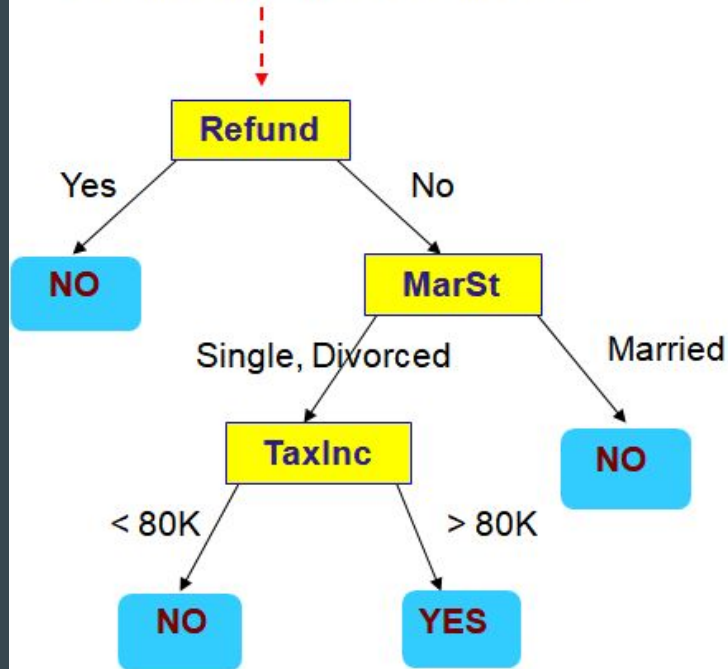 Refund
Yes
No
NO
MarSt
Single, Divorced
Married
TaxInc
NO
< 80K
> 80K
NO
YES